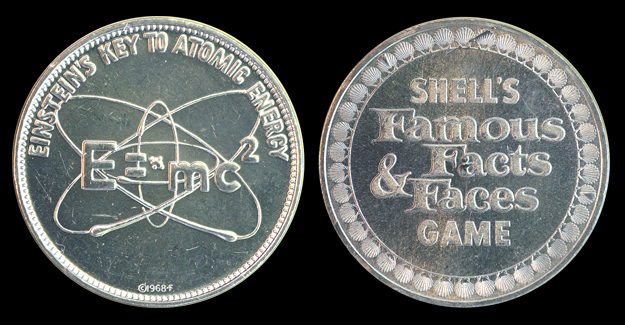 EINSTEIN'S KEY TO ATOMIC ENERGY
E=mc²
©1968-F
SHELL'S
Famous
Facts
& Faces
GAME